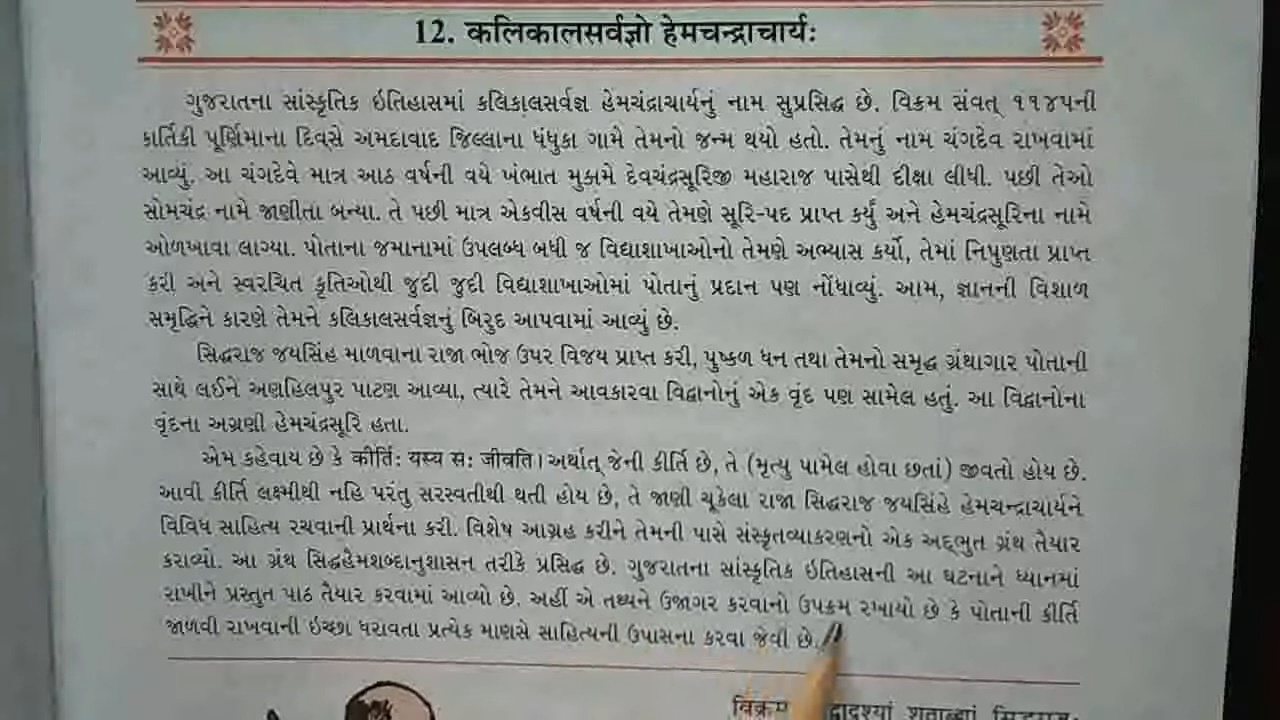 12. कलिकालसर्वज्ञो हेमचन्द्राचार्यः
ગુજરાતના સાંસ્કૃતિક ઇતિહાસમાં કલિકાલસર્વજ્ઞ હેમચંદ્રાચાર્યનું નામ સુપ્રસિદ્ધ છે. વિક્રમ સંવત્ ૧૧૪૫ની
કાર્તિકી પૂર્ણિમાના દિવસે અમદાવાદ જિલ્લાના ધંધુકા ગામે તેમનો જન્મ થયો હતો. તેમનું નામ ચંગદેવ રાખવામાં
આવ્યું. આ ચંગદેવે માત્ર આઠ વર્ષની વયે ખંભાત મુકામે દેવચંદ્રસૂરિજી મહારાજ પાસેથી દીક્ષા લીધી. પછી તેઓ
સોમચંદ્ર નામે જાણીતા બન્યા. તે પછી માત્ર એકવીસ વર્ષની વયે તેમણે સૂરિ-પદ પ્રાપ્ત કર્યું અને હેમચંદ્રસૂરિના નામે
ઓળખાવા લાગ્યા. પોતાના જમાનામાં ઉપલબ્ધ બધી જ વિદ્યાશાખાઓનો તેમણે અભ્યાસ કર્યો, તેમાં નિપુણતા પ્રાપ્ત
કરી અને સ્વરચિત કૃતિઓથી જુદી જુદી વિદ્યાશાખાઓમાં પોતાનું પ્રદાન પણ નોંધાવ્યું. આમ, જ્ઞાનની વિશાળ
સમૃદ્ધિને કારણે તેમને કલિકાલસર્વજ્ઞનું બિરુદ આપવામાં આવ્યું છે.
સિદ્ધરાજ જયસિંહ માળવાના રાજા ભોજ ઉપર વિજય પ્રાપ્ત કરી, પુષ્કળ ધન તથા તેમનો સમૃદ્ધ ગ્રંથાગાર પોતાની
સાથે લઈને અણહિલપુર પાટણ આવ્યા, ત્યારે તેમને આવકારવા વિદ્વાનોનું એક વૃંદ પણ સામેલ હતું. આ વિદ્વાનોના
વૃંદના અગ્રણી હેમચંદ્રસૂરિ હતા.
એમ કહેવાય છે કે कीर्तिः यस्य सः जीवति। અર્થાત્ જેની કીર્તિ છે, તે (મૃત્યુ પામેલ હોવા છતાં) જીવતો હોય છે.
આવી કીર્તિ લક્ષ્મીથી નહિ પરંતુ સરસ્વતીથી થતી હોય છે, તે જાણી ચૂકેલા રાજા સિદ્ધરાજ જયસિંહે હેમચન્દ્રાચાર્યને
વિવિધ સાહિત્ય રચવાની પ્રાર્થના કરી. વિશેષ આગ્રહ કરીને તેમની પાસે સંસ્કૃતવ્યાકરણનો એક અદ્ભુત ગ્રંથ તૈયાર
કરાવ્યો. આ ગ્રંથ સિદ્ધહૈમશબ્દાનુશાસન તરીકે પ્રસિદ્ધ છે. ગુજરાતના સાંસ્કૃતિક ઇતિહાસની આ ઘટનાને ધ્યાનમાં
રાખીને પ્રસ્તુત પાઠ તૈયાર કરવામાં આવ્યો છે. અહીં એ તથ્યને ઉજાગર કરવાનો ઉપક્રમ રખાયો છે કે પોતાની કીર્તિ
જાળવી રાખવાની ઇચ્છા ધરાવતા પ્રત્યેક માણસે સાહિત્યની ઉપાસના કરવા જેવી છે.